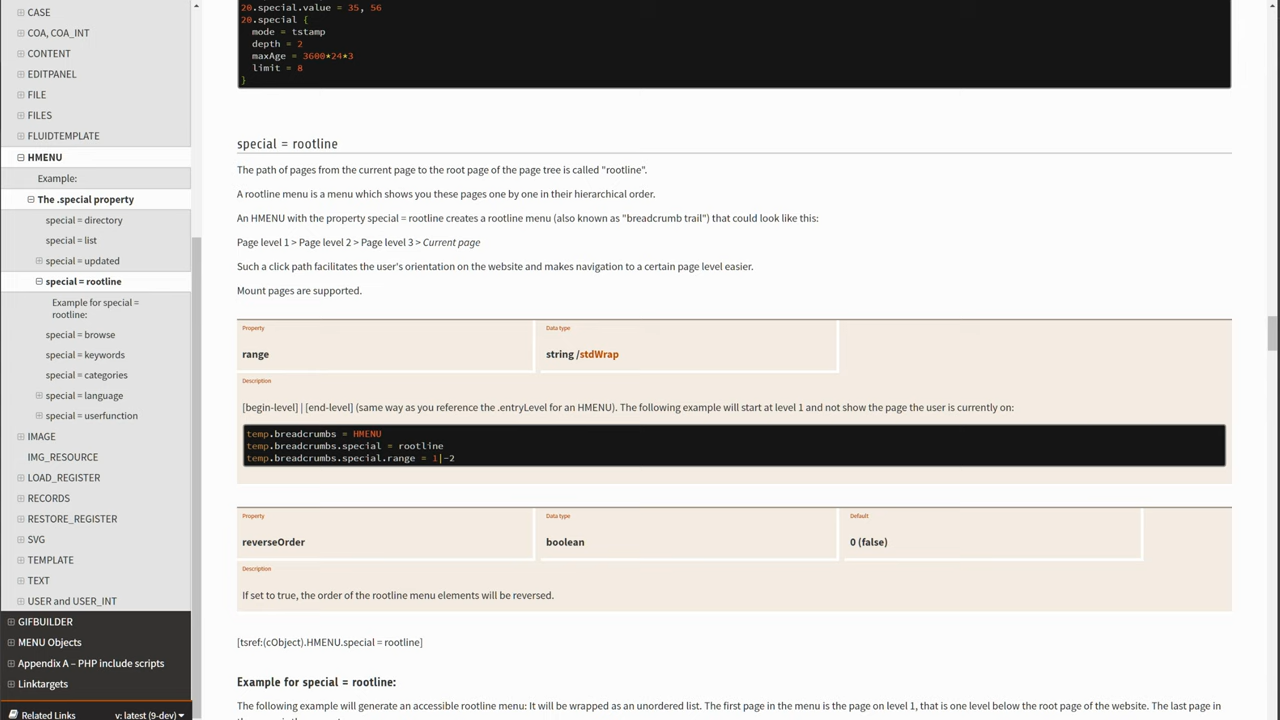 CASE
COA, COA_INT
CONTENT
EDITPANEL
FILE
FILES
FLUIDTEMPLATE
HMENU
Example:
The .special property
special = directory
special = list
special = updated
special = rootline
Example for special =
rootline:
special = browse
special = keywords
special = categories
special = language
special = userfunction
IMAGE
IMG_RESOURCE
LOAD_REGISTER
RECORDS
RESTORE_REGISTER
SVG
TEMPLATE
TEXT
USER and USER_INT
GIFBUILDER
MENU Objects
Appendix A – PHP include scripts
Linktargets
Related Links v: latest (9-dev)
20.special.value = 35, 56
20.special {
mode = tstamp
depth = 2
maxAge = 3600*24*3
limit = 8
}
special = rootline
The path of pages from the current page to the root page of the page tree is called "rootline".
A rootline menu is a menu which shows you these pages one by one in their hierarchical order.
An HMENU with the property special = rootline creates a rootline menu (also known as "breadcrumb trail") that could look like this:
Page level 1 > Page level 2 > Page level 3 > Current page
Such a click path facilitates the user's orientation on the website and makes navigation to a certain page level easier.
Mount pages are supported.
Property Data type
range string /stdWrap
Description
[begin-level] | [end-level] (same way as you reference the .entryLevel for an HMENU). The following example will start at level 1 and not show the page the user is currently on:
temp.breadcrumbs = HMENU
temp.breadcrumbs.special = rootline
temp.breadcrumbs.special.range = 1|-2
Property Data type Default
reverseOrder boolean 0 (false)
Description
If set to true, the order of the rootline menu elements will be reversed.
[tsref:(cObject).HMENU.special = rootline]
Example for special = rootline:
The following example will generate an accessible rootline menu: It will be wrapped as an unordered list. The first page in the menu is the page on level 1, that is one level below the root page of the website. The last page in